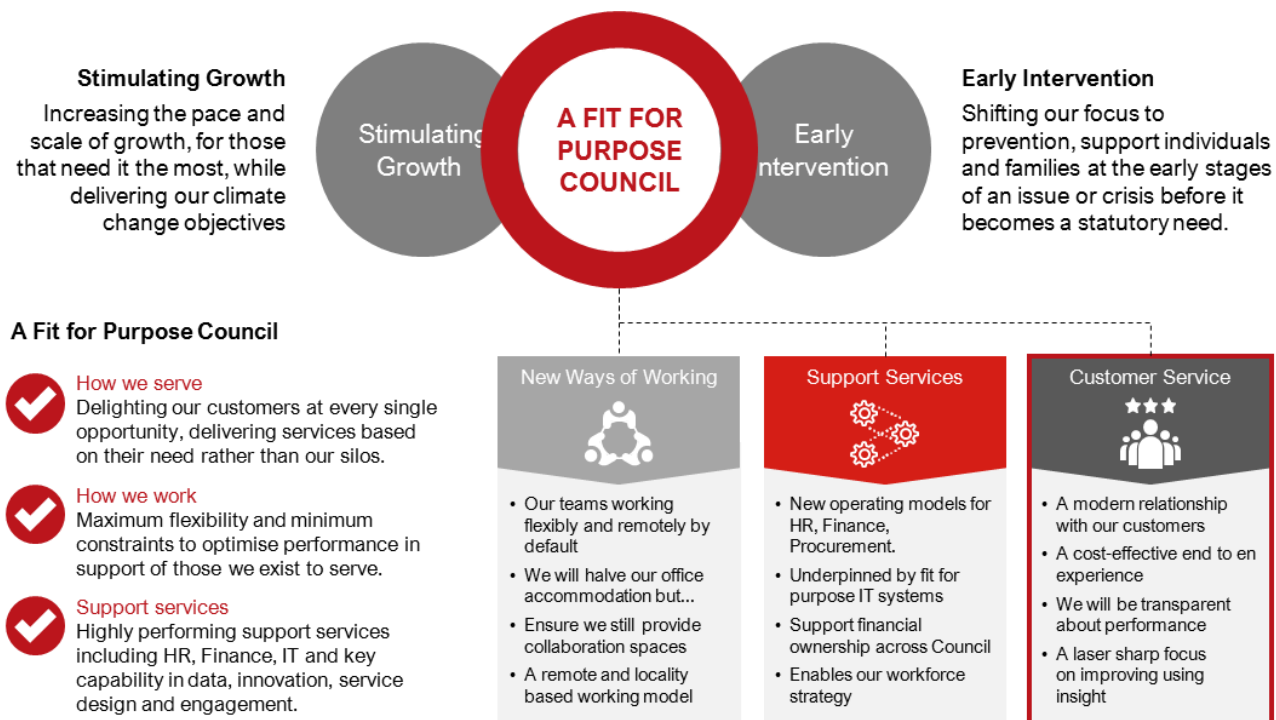 Stimulating Growth
Increasing the pace and
scale of growth, for those
that need it the most, while
delivering our climate
change objectives
Stimulating
Growth
A FIT FOR
PURPOSE
COUNCIL
Early
ntervention
Early Intervention
Shifting our focus to
prevention, support individuals
and families at the early stages
of an issue or crisis before it
becomes a statutory need.
A Fit for Purpose Council
How we serve
Delighting our customers at every single
opportunity, delivering services based
on their need rather than our silos.
How we work
Maximum flexibility and minimum
constraints to optimise performance in
support of those we exist to serve.
Support services
Highly performing support services
including HR, Finance, IT and key
capability in data, innovation, service
design and engagement.
New Ways of Working
• Our teams working
flexibly and remotely by
default
• We will halve our office
accommodation but...
• Ensure we still provide
collaboration spaces
• A remote and locality
based working model
Support Services
• New operating models for
HR, Finance,
Procurement.
• Underpinned by fit for
purpose IT systems
• Support financial
ownership across Council
• Enables our workforce
strategy
Customer Service
• A modern relationship
with our customers
• A cost-effective end to en
experience
• We will be transparent
about performance
• A laser sharp focus
on improving using
insight